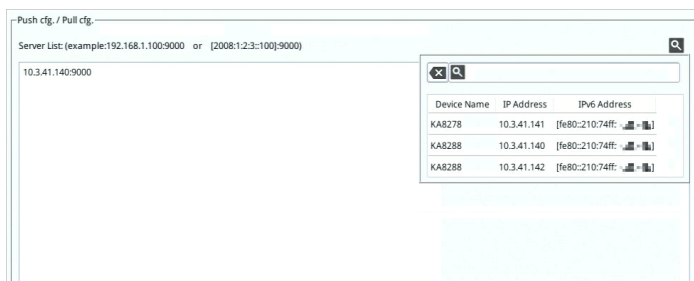 Push cfg. / Pull cfg.
Server List: (example:192.168.1.100:9000 or [2008:1:2:3::100]:9000)
10.3.41.140:9000
Device Name IP Address IPv6 Address
KA8278 10.3.41.141 [fe80::210:74ff:
KA8288 10.3.41.140 [fe80::210:74ff:
KA8288 10.3.41.142 [fe80::210:74ff: